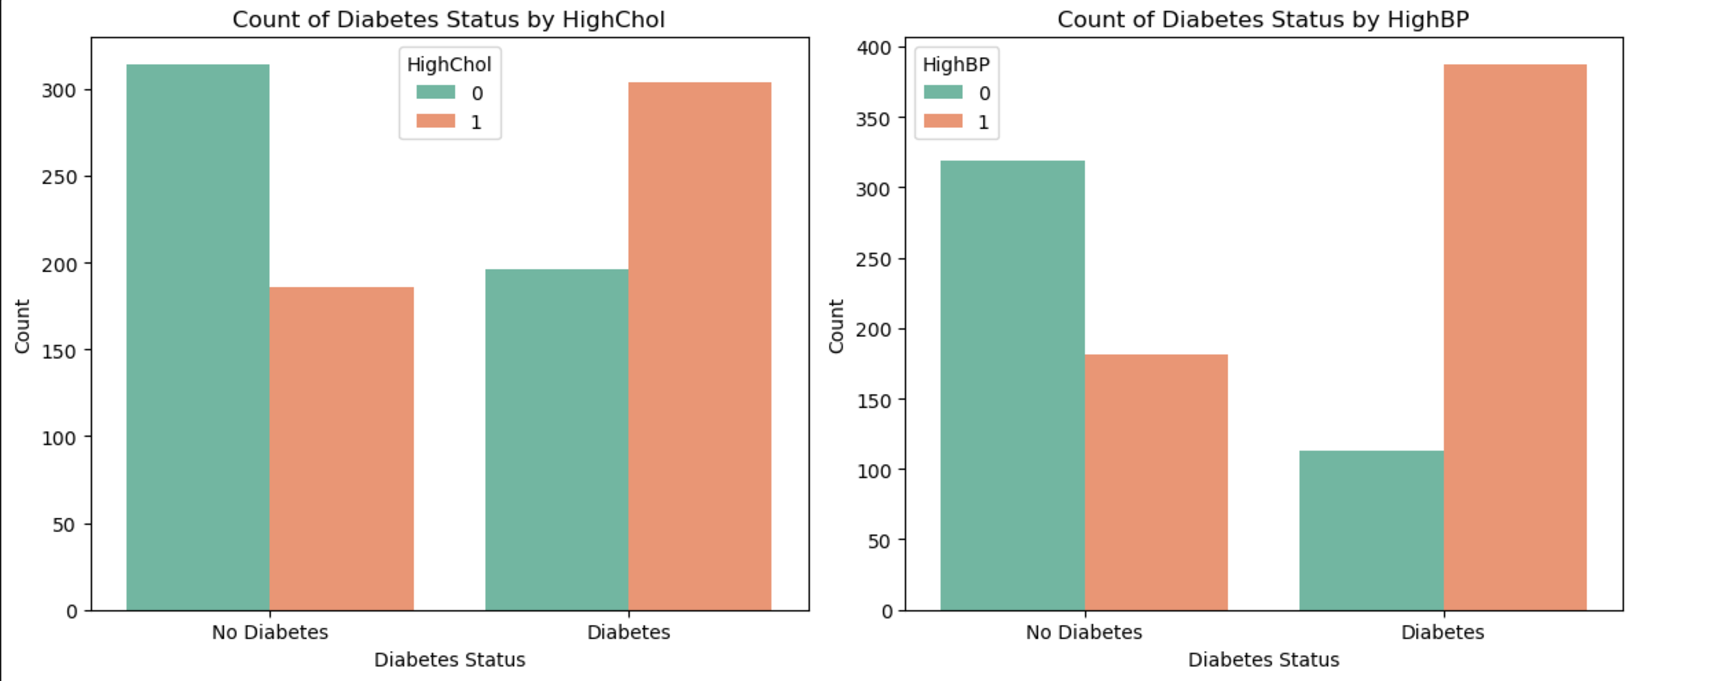 Count of Diabetes Status by HighChol
HighChol
0
1
300
250
200
150
100
50
0
Count
No Diabetes
Diabetes
Diabetes Status
Count of Diabetes Status by HighBP
HighBP
0
1
400
350
300
250
200
150
100
50
0
Count
No Diabetes
Diabetes
Diabetes Status